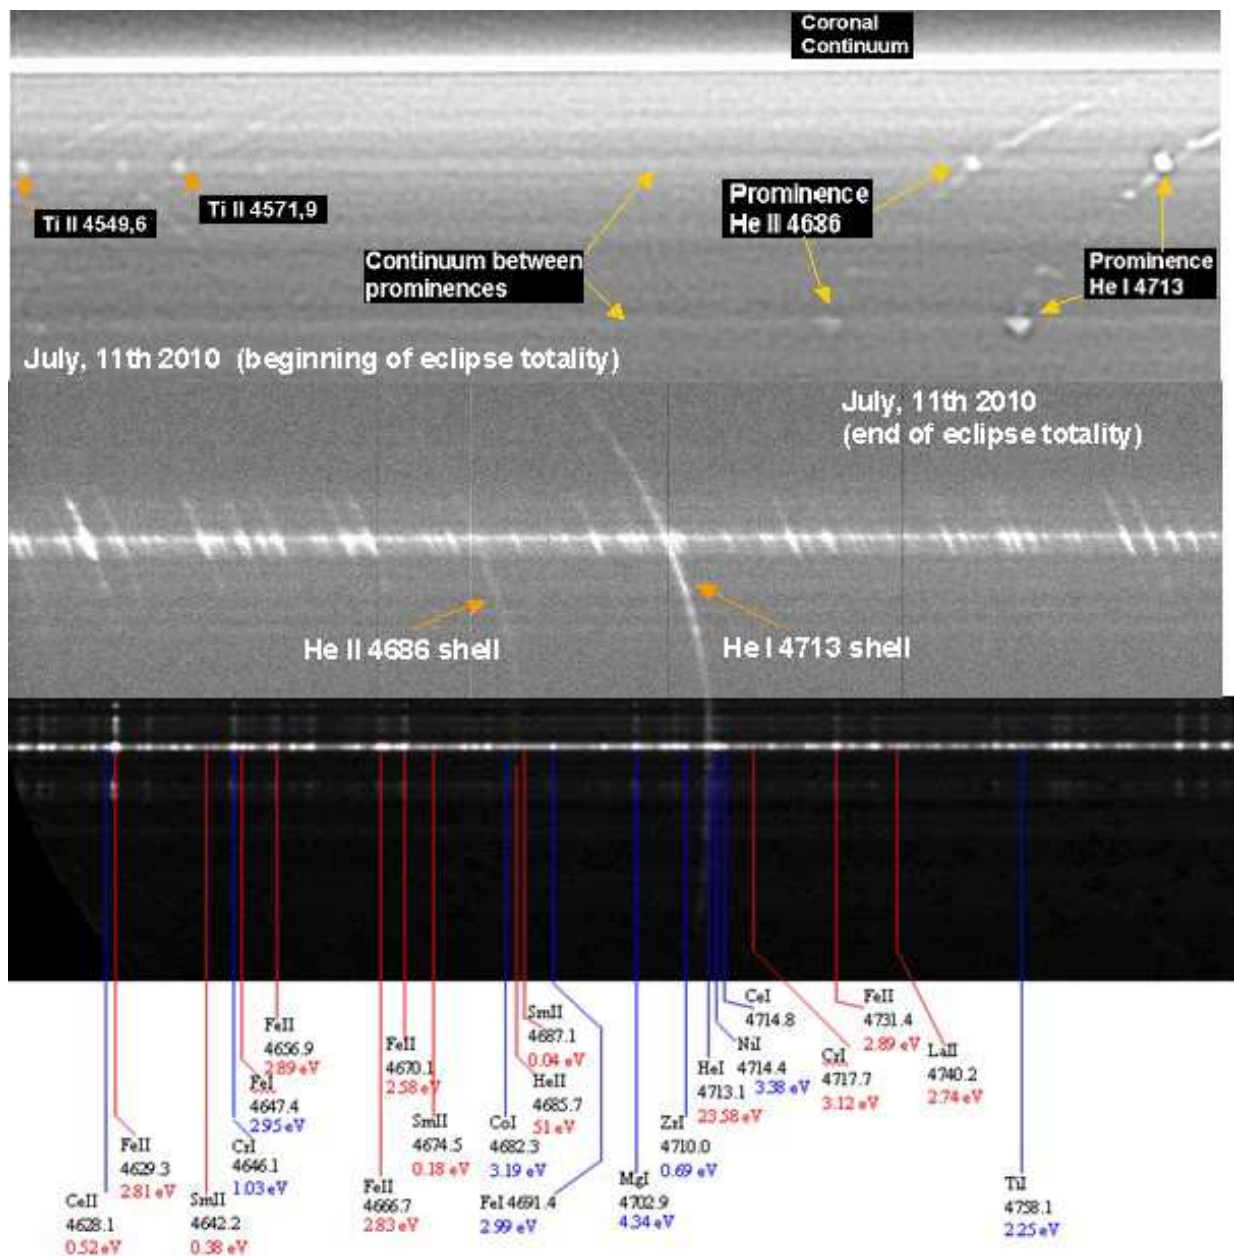 Coronal
Continuum
Ti II 4549,6
Ti II 4571,9
Prominence
He II 4686
Continuum between
prominences
Prominence
He I 4713
July, 11th 2010 (beginning of eclipse totality)
July, 11th 2010
(end of eclipse totality)
He II 4686 shell
He I 4713 shell
CeII
4628.1
0.52 eV
FeII
4629.3
2.81 eV
SmII
4642.2
0.38 eV
CrI
4646.1
1.03 eV
FeI
4647.4
2.95 eV
FeII
4656.9
2.89 eV
FeII
4666.7
2.83 eV
FeII
4670.1
2.58 eV
SmII
4674.5
0.18 eV
CoI
4682.3
3.19 eV
HeII
4685.7
51 eV
SmII
4687.1
0.04 eV
FeI 4691.4
2.99 eV
MgI
4702.9
4.34 eV
ZrI
4710.0
0.69 eV
HeI
4713.1
23.58 eV
NiI
4714.4
3.38 eV
CeI
4714.8
CrI
4717.7
3.12 eV
FeII
4731.4
2.89 eV
LaII
4740.2
2.74 eV
TiI
4758.1
2.25 eV